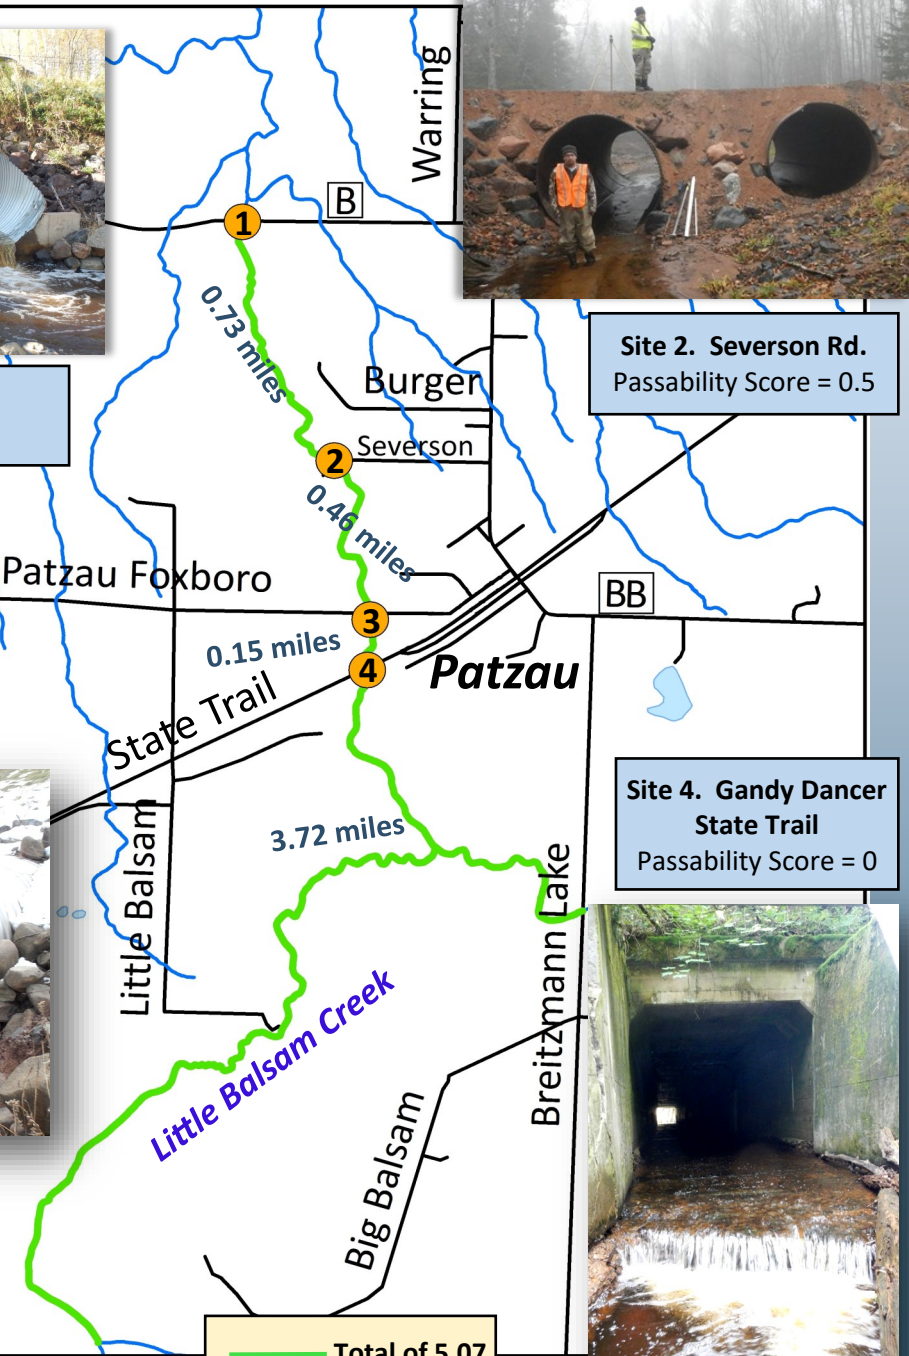 Warring
B
1
0.73 miles
Site 2. Severson Rd.
Passability Score = 0.5
Burger
Severson
2
0.46 miles
Patzau Foxboro
BB
3
0.15 miles
4
Patzau
State Trail
Site 4. Gandy Dancer
State Trail
Passability Score = 0
3.72 miles
Little Balsam
Breitzmann Lake
Little Balsam Creek
Big Balsam
Total of 5.07